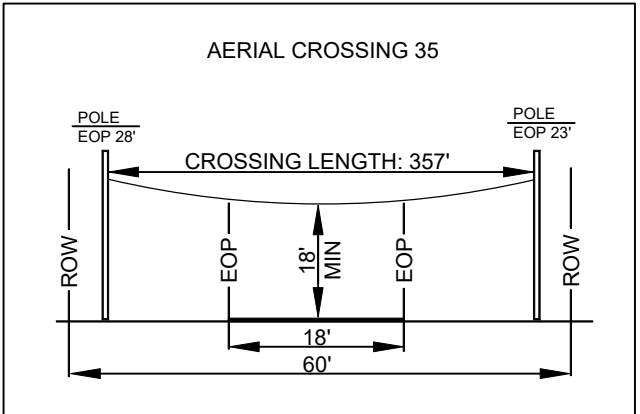 AERIAL CROSSING 35
POLE
EOP 28'
POLE
EOP 23'
CROSSING LENGTH: 357'
ROW
EOP
18'
MIN
EOP
ROW
18'
60'